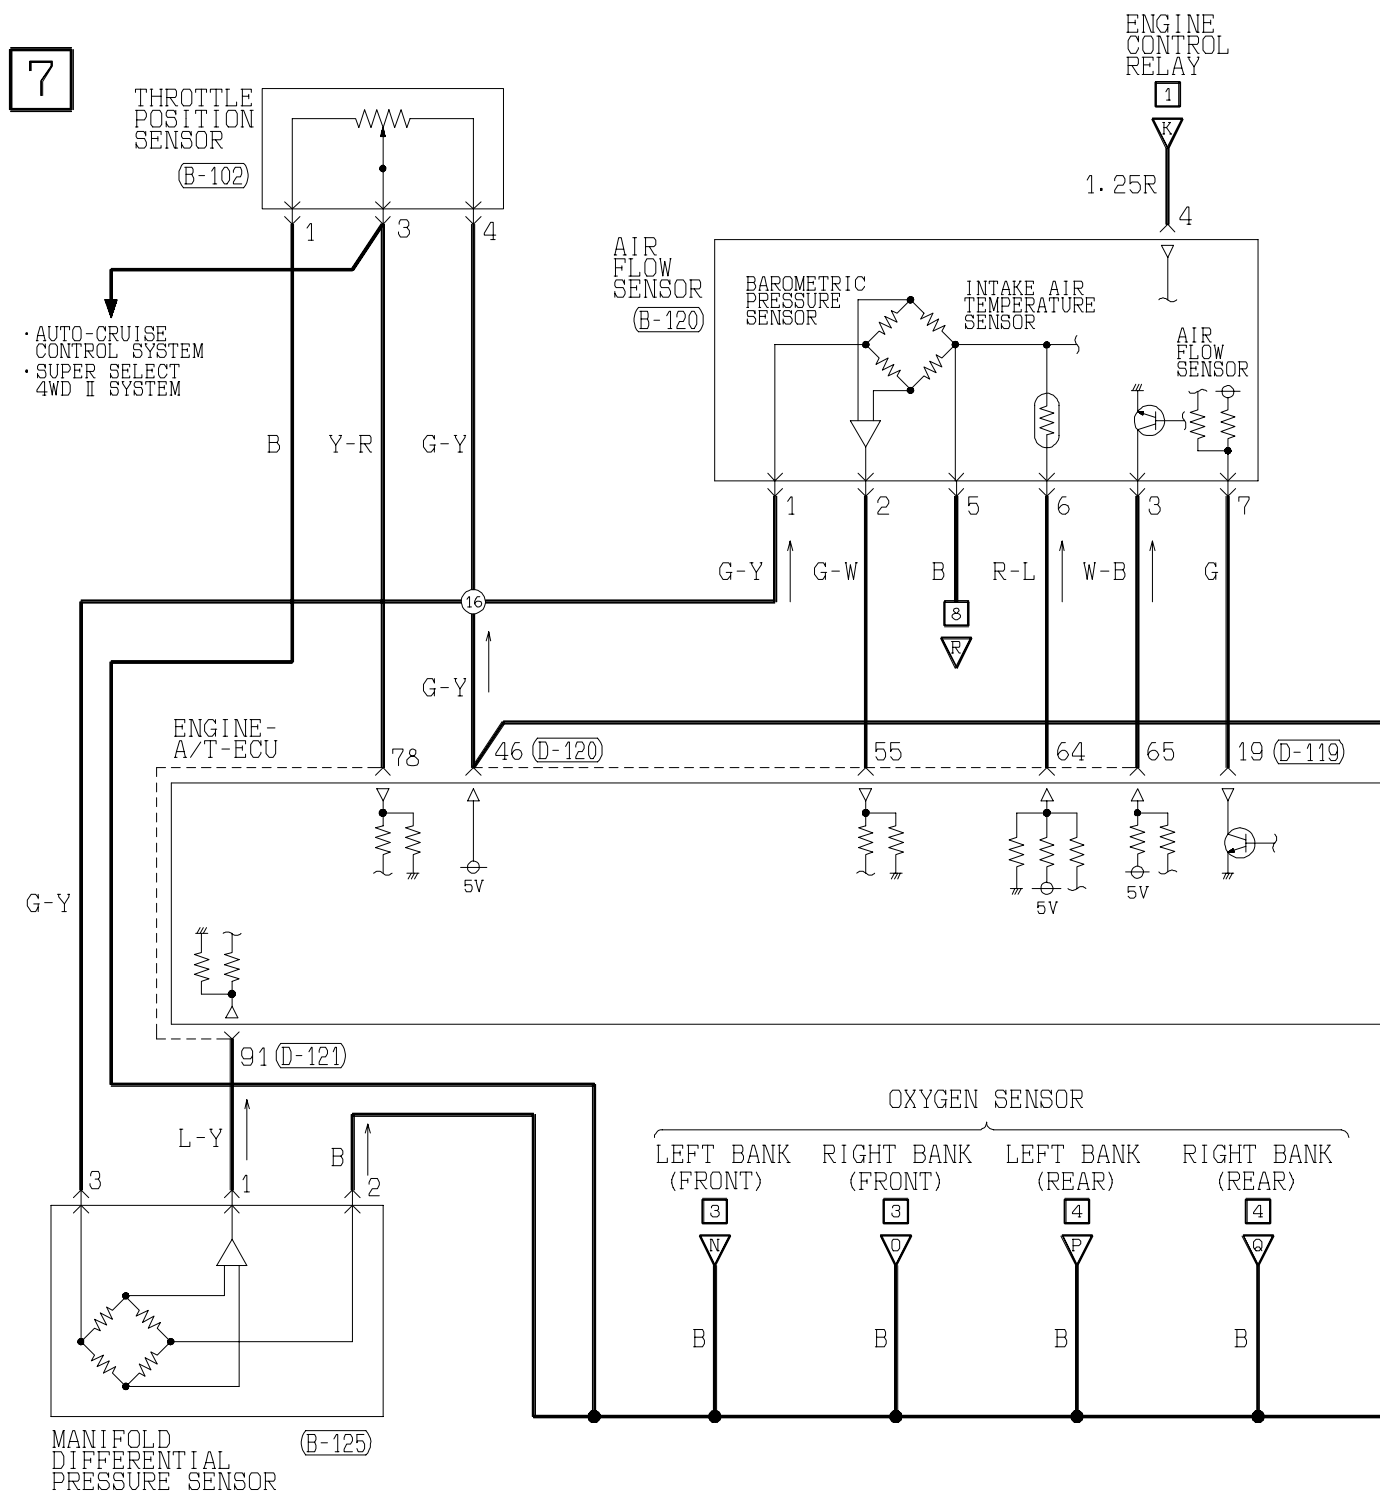 7
THROTTLE
POSITION
SENSOR
B-102
1
3
4
· AUTO-CRUISE
CONTROL SYSTEM
· SUPER SELECT
4WD Ⅱ SYSTEM
B
Y-R
G-Y
ENGINE
CONTROL
RELAY
1
K
1.25R
4
AIR
FLOW
SENSOR
B-120
BAROMETRIC
PRESSURE
SENSOR
INTAKE AIR
TEMPERATURE
SENSOR
AIR
FLOW
SENSOR
1
2
5
6
3
7
G-Y
G-W
B
R-L
W-B
G
16
8
R
G-Y
ENGINE-
A/T-ECU
78
46
D-120
55
64
65
19
D-119
5V
5V
5V
G-Y
91
D-121
L-Y
B
3
1
2
MANIFOLD
DIFFERENTIAL
PRESSURE SENSOR
B-125
OXYGEN SENSOR
LEFT BANK
(FRONT)
RIGHT BANK
(FRONT)
LEFT BANK
(REAR)
RIGHT BANK
(REAR)
3
3
4
4
N
O
P
Q
B
B
B
B